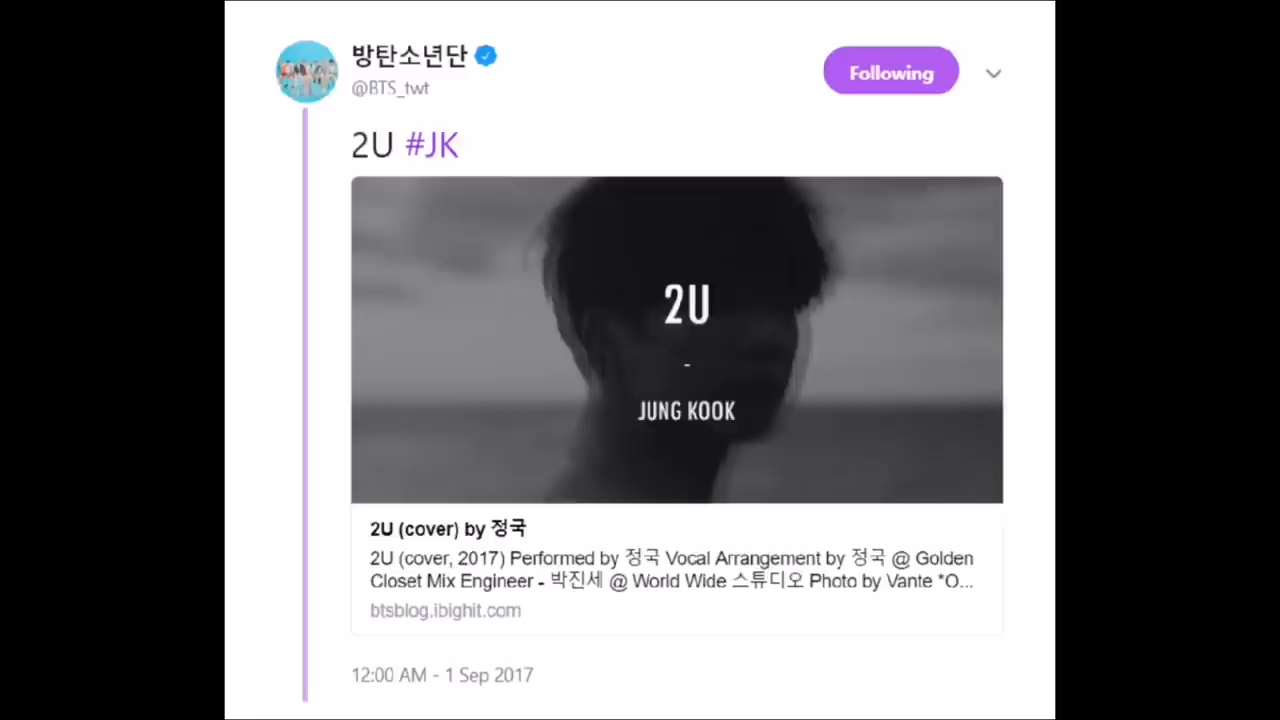 방탄소년단
@BTS_twt
Following
2U #JK
2U
-
JUNG KOOK
2U (cover) by 정국
2U (cover, 2017) Performed by 정국 Vocal Arrangement by 정국 @ Golden
Closet Mix Engineer - 박진세 @ World Wide 스튜디오 Photo by Vante *O...
btsblog.ibighit.com
12:00 AM - 1 Sep 2017